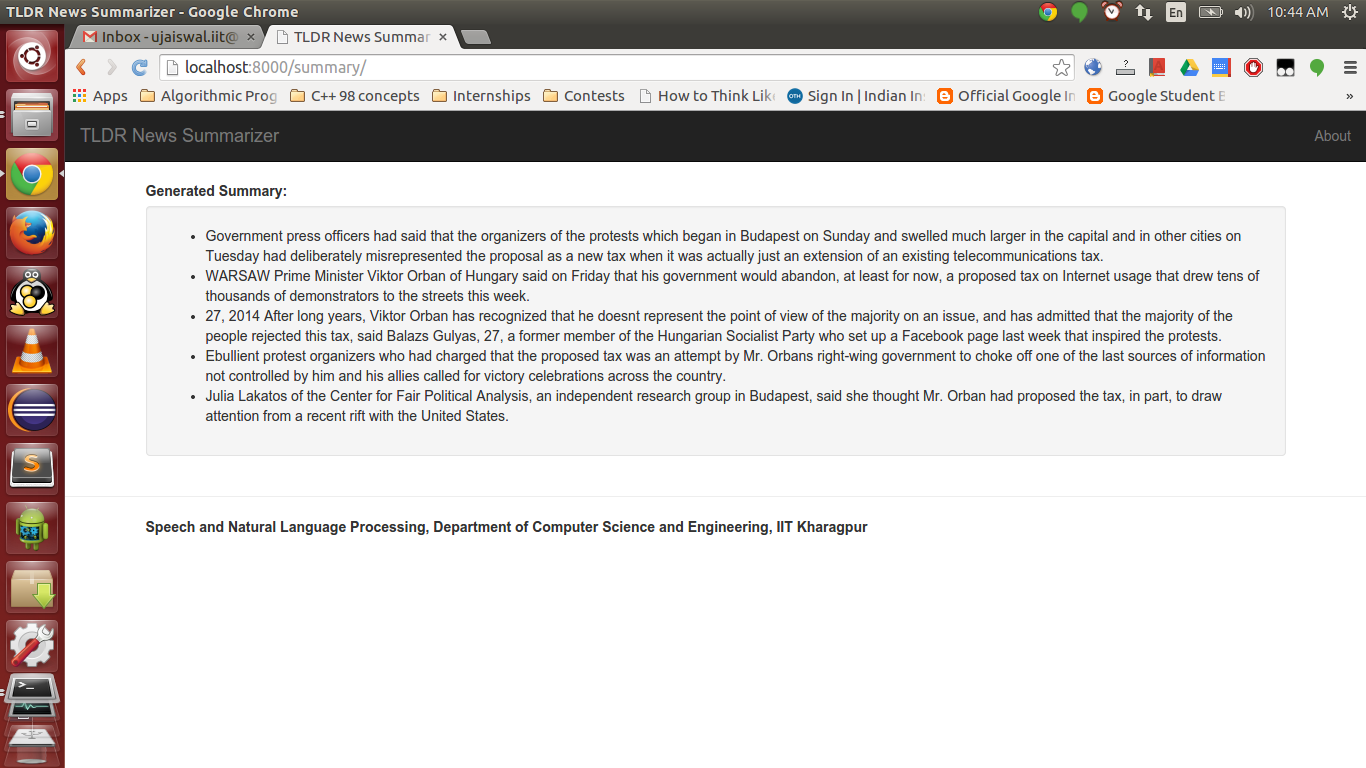 TLDR News Summarizer - Google Chrome
En
10:44 AM
Inbox - ujaiswal.iit@
TLDR News Summar
localhost:8000/summary/
Apps
Algorithmic Prog
C++ 98 concepts
Internships
Contests
How to Think Lik
Sign In | Indian In
Official Google In
Google Student B
»
TLDR News Summarizer
About
Generated Summary:
• Government press officers had said that the organizers of the protests which began in Budapest on Sunday and swelled much larger in the capital and in other cities on
Tuesday had deliberately misrepresented the proposal as a new tax when it was actually just an extension of an existing telecommunications tax.
• WARSAW Prime Minister Viktor Orban of Hungary said on Friday that his government would abandon, at least for now, a proposed tax on Internet usage that drew tens of
thousands of demonstrators to the streets this week.
• 27, 2014 After long years, Viktor Orban has recognized that he doesnt represent the point of view of the majority on an issue, and has admitted that the majority of the
people rejected this tax, said Balazs Gulyas, 27, a former member of the Hungarian Socialist Party who set up a Facebook page last week that inspired the protests.
• Ebullient protest organizers who had charged that the proposed tax was an attempt by Mr. Orbans right-wing government to choke off one of the last sources of information
not controlled by him and his allies called for victory celebrations across the country.
• Julia Lakatos of the Center for Fair Political Analysis, an independent research group in Budapest, said she thought Mr. Orban had proposed the tax, in part, to draw
attention from a recent rift with the United States.
Speech and Natural Language Processing, Department of Computer Science and Engineering, IIT Kharagpur